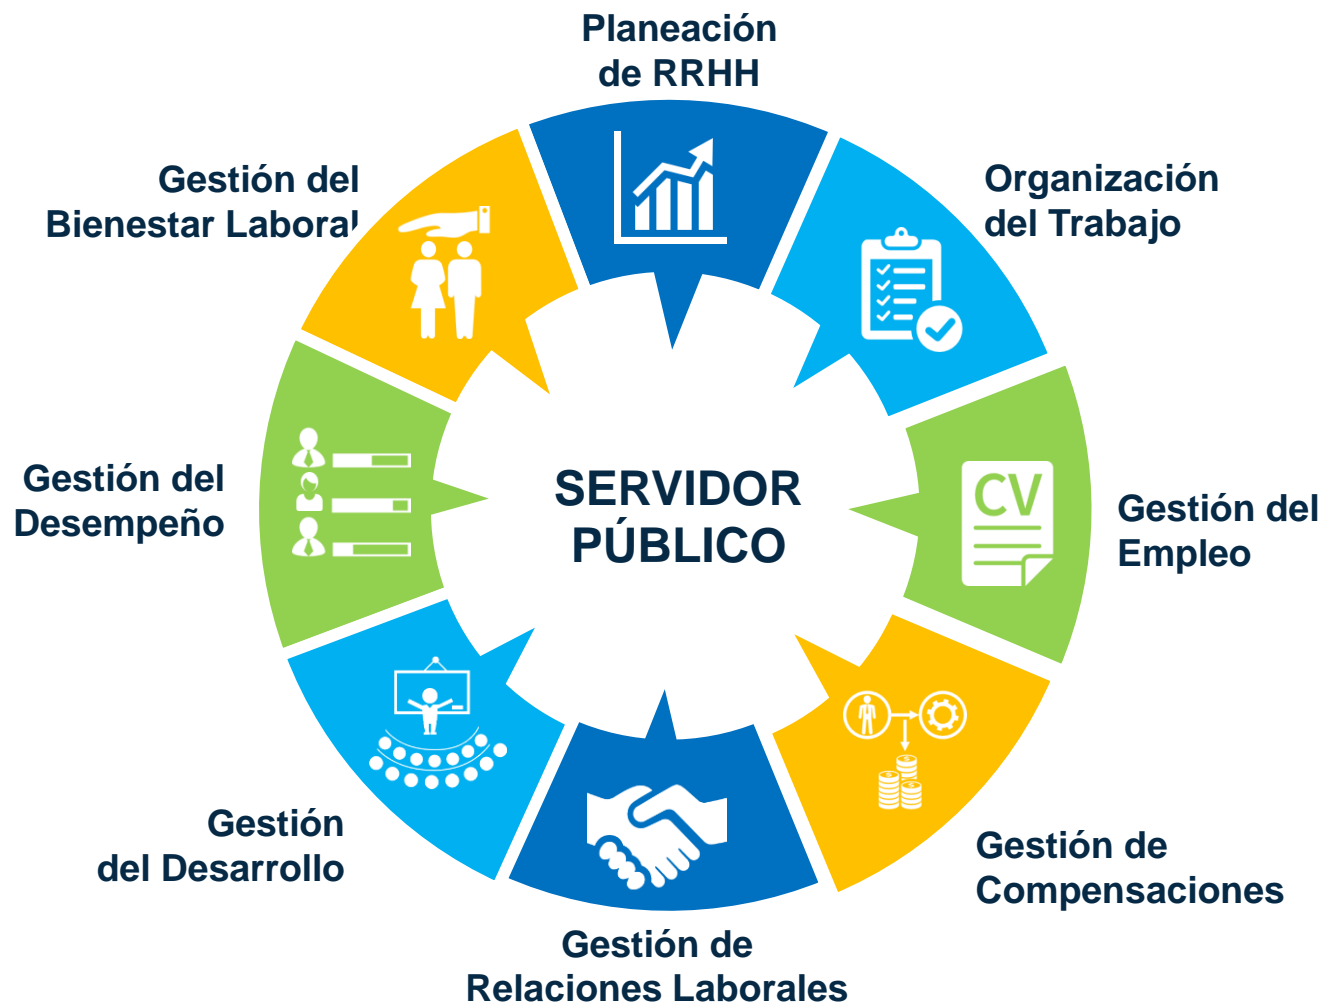 Planeación
de RRHH
Organización
del Trabajo
Gestión del
Empleo
CV
Gestión de
Compensaciones
Gestión de
Relaciones Laborales
Gestión
del Desarrollo
Gestión del
Desempeño
Gestión del
Bienestar Laboral
SERVIDOR
PÚBLICO